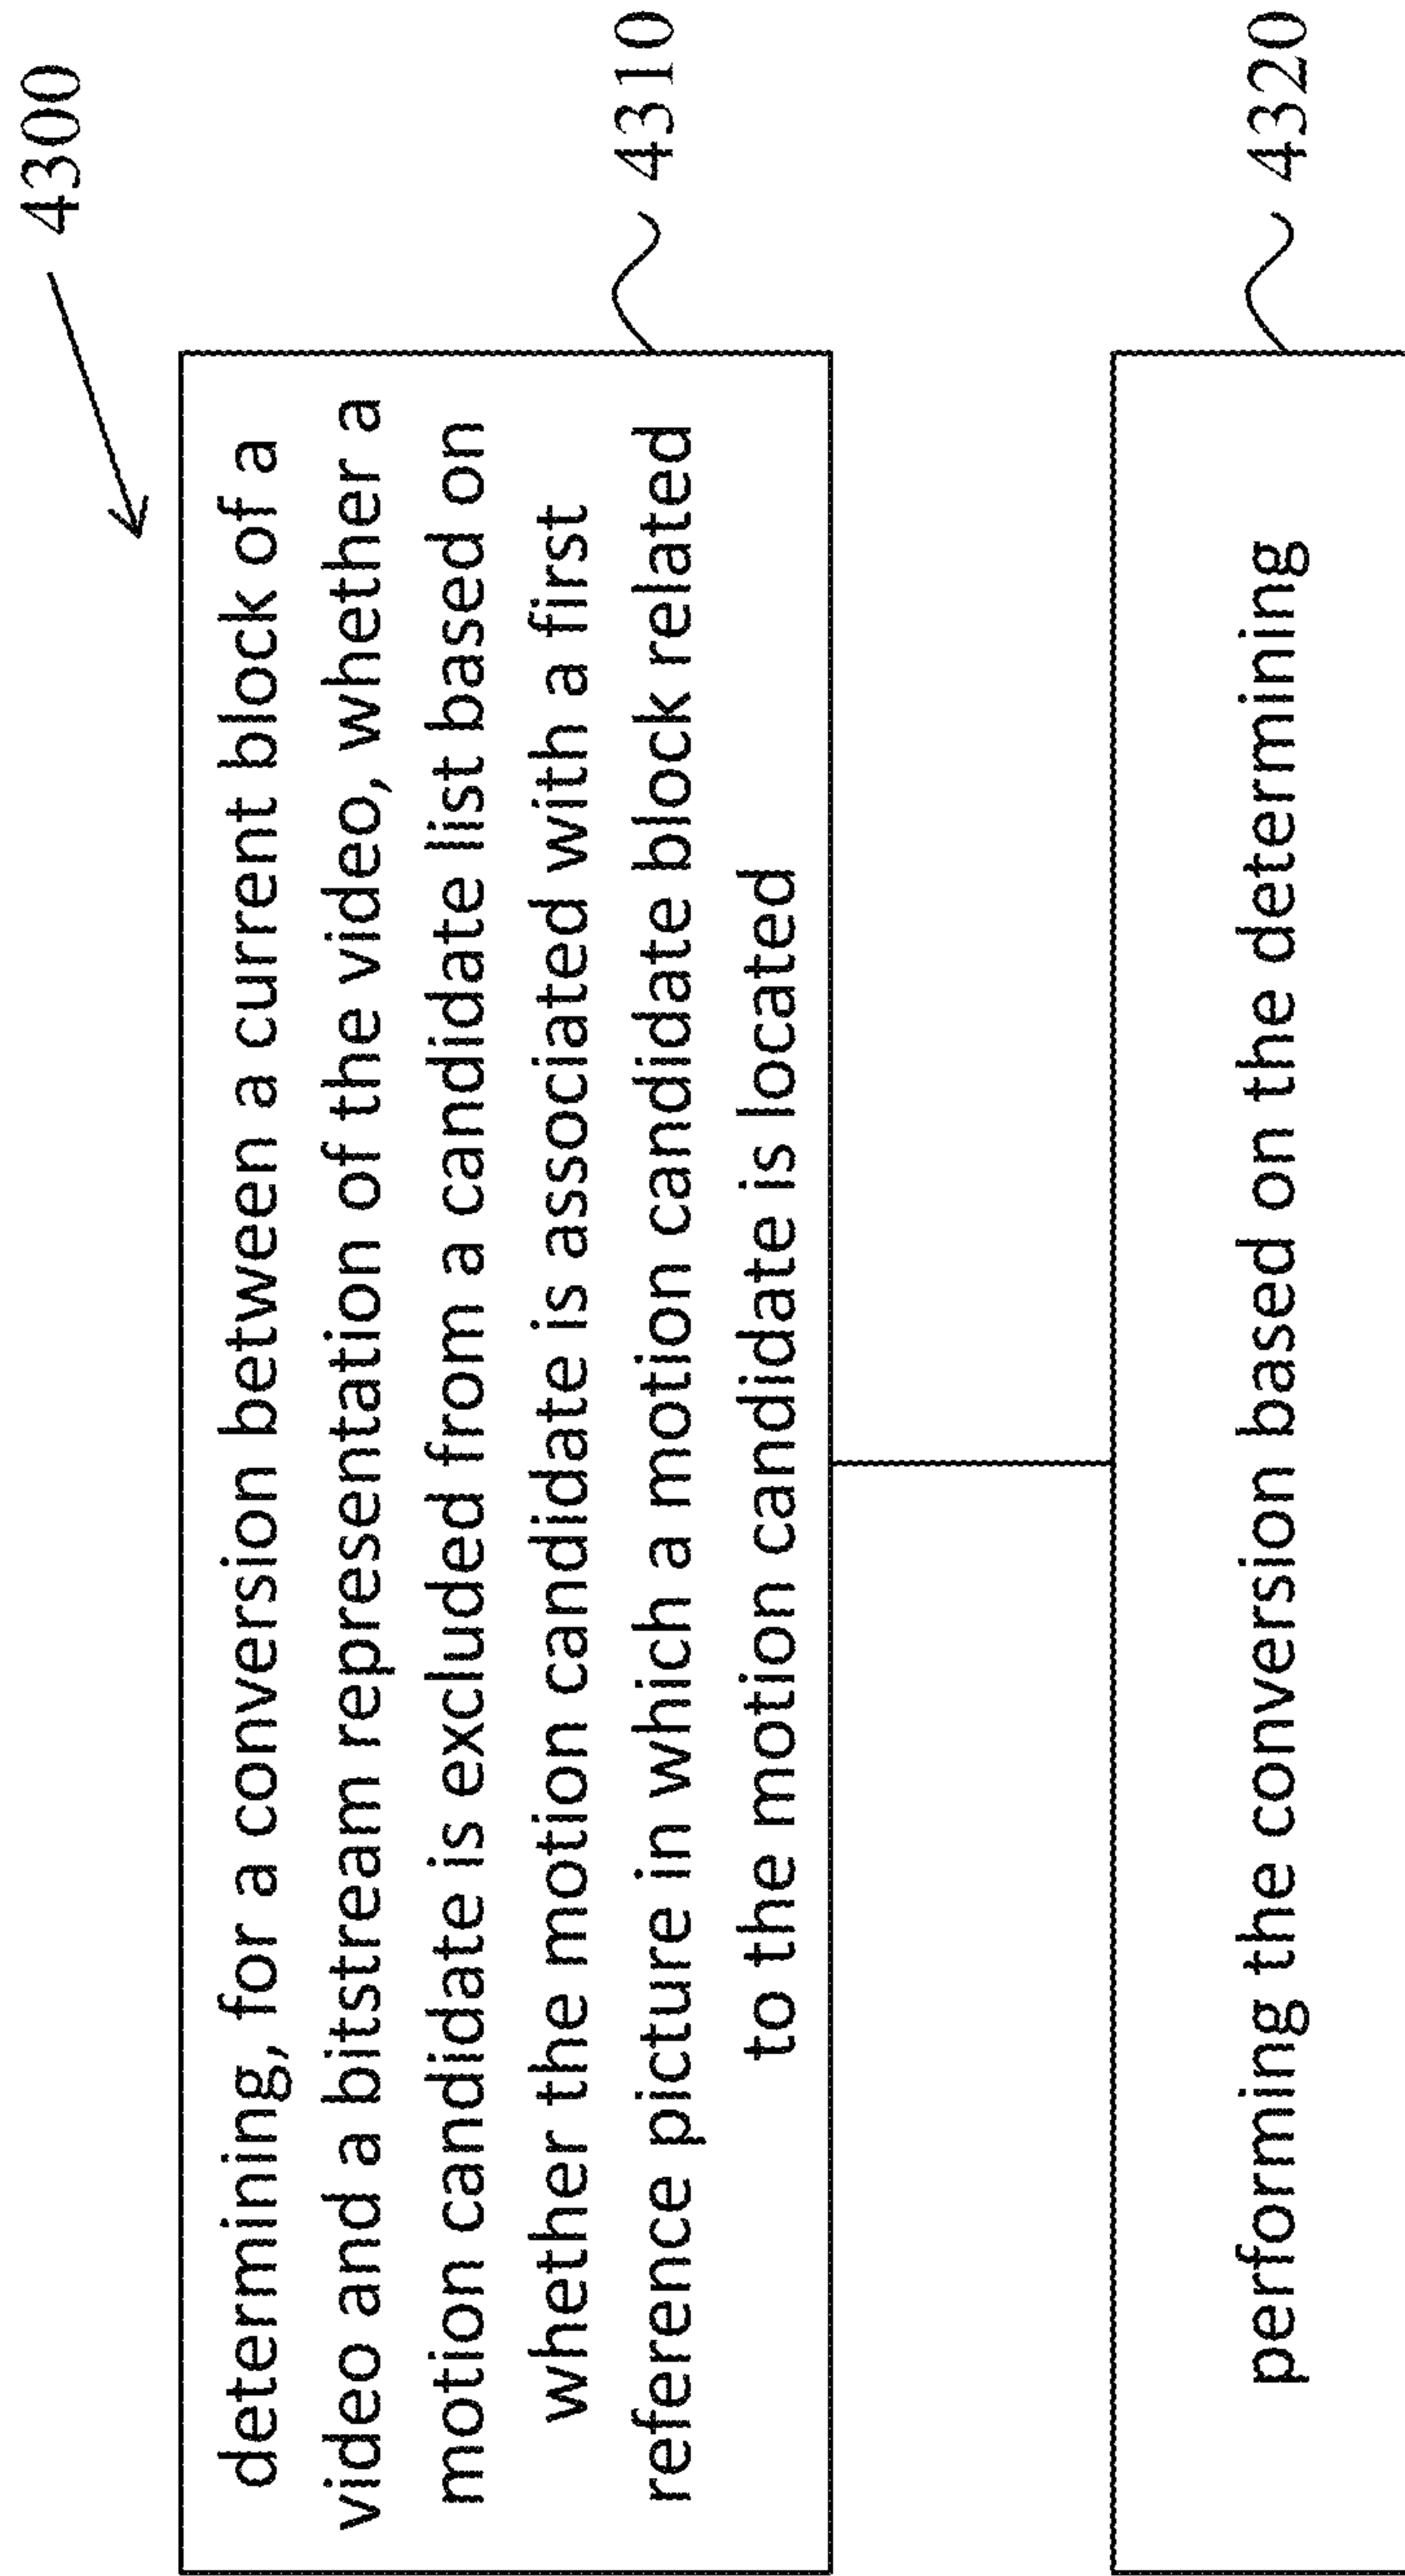 4300
determining, for a conversion between a current block of a
video and a bitstream representation of the video, whether a
motion candidate is excluded from a candidate list based on
whether the motion candidate is associated with a first
reference picture in which a motion candidate block related
to the motion candidate is located
4310
performing the conversion based on the determining
4320